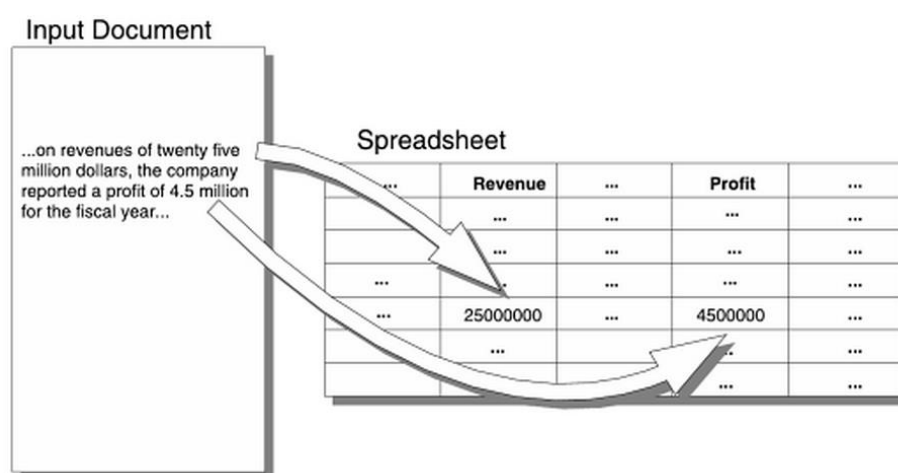 Input Document
...on revenues of twenty five
million dollars, the company
reported a profit of 4.5 million
for the fiscal year...
Spreadsheet
... Revenue ... Profit ...
... ... ...
... ... ...
... ... ...
... 25000000 ... 4500000 ...
... ...
... ...